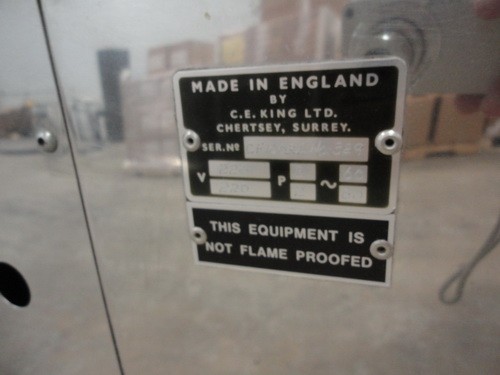 MADE IN ENGLAND
BY
C.E. KING LTD.
CHERTSEY, SURREY.
SER. Nº
V P ~
THIS EQUIPMENT IS
NOT FLAME PROOFED